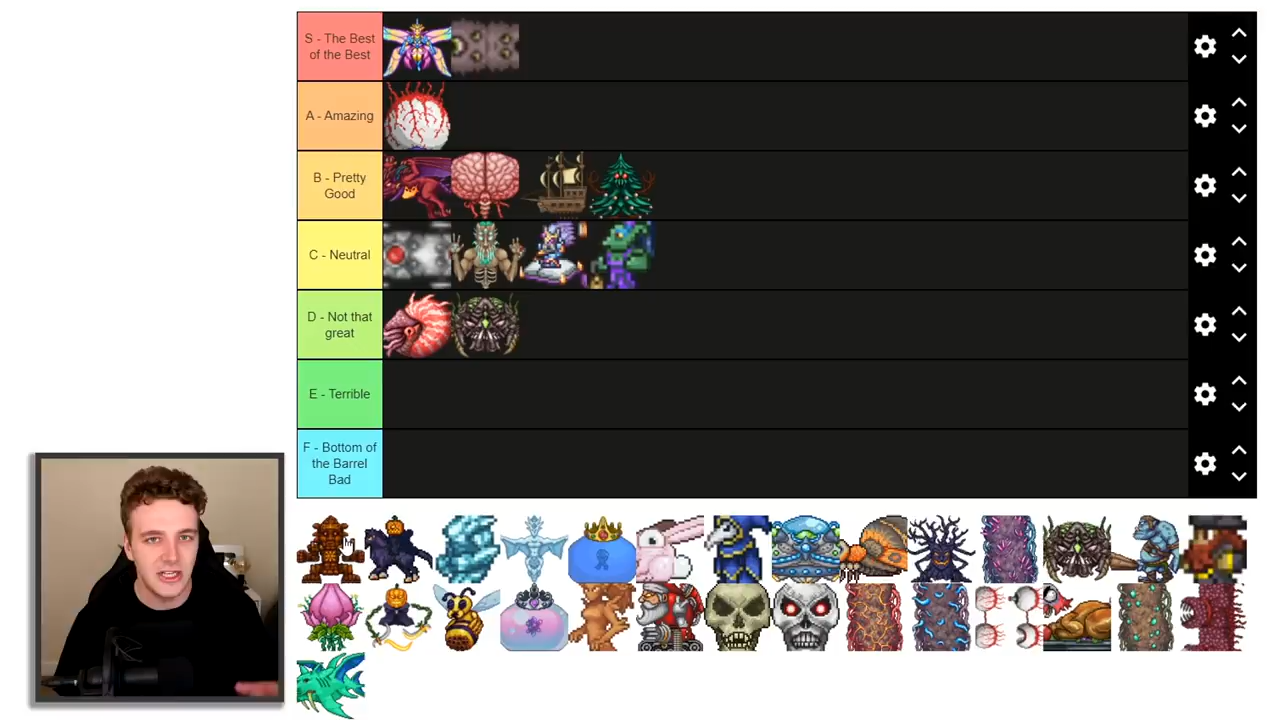 S - The Best
of the Best
A - Amazing
B - Pretty
Good
C - Neutral
D - Not that
great
E - Terrible
F - Bottom of
the Barrel
Bad